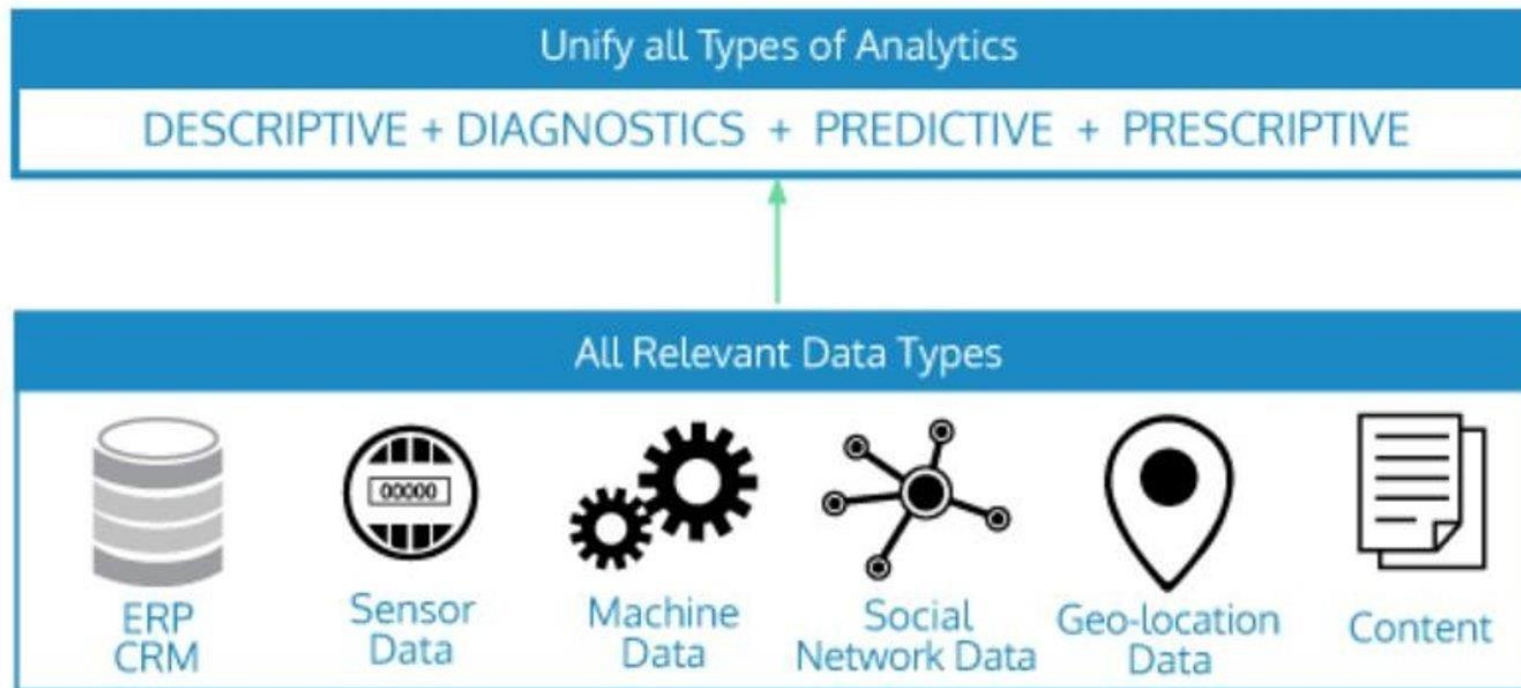 Unify all Types of Analytics
DESCRIPTIVE + DIAGNOSTICS + PREDICTIVE + PRESCRIPTIVE
All Relevant Data Types
00000
ERP
CRM
Sensor
Data
Machine
Data
Social
Network Data
Geo-location
Data
Content